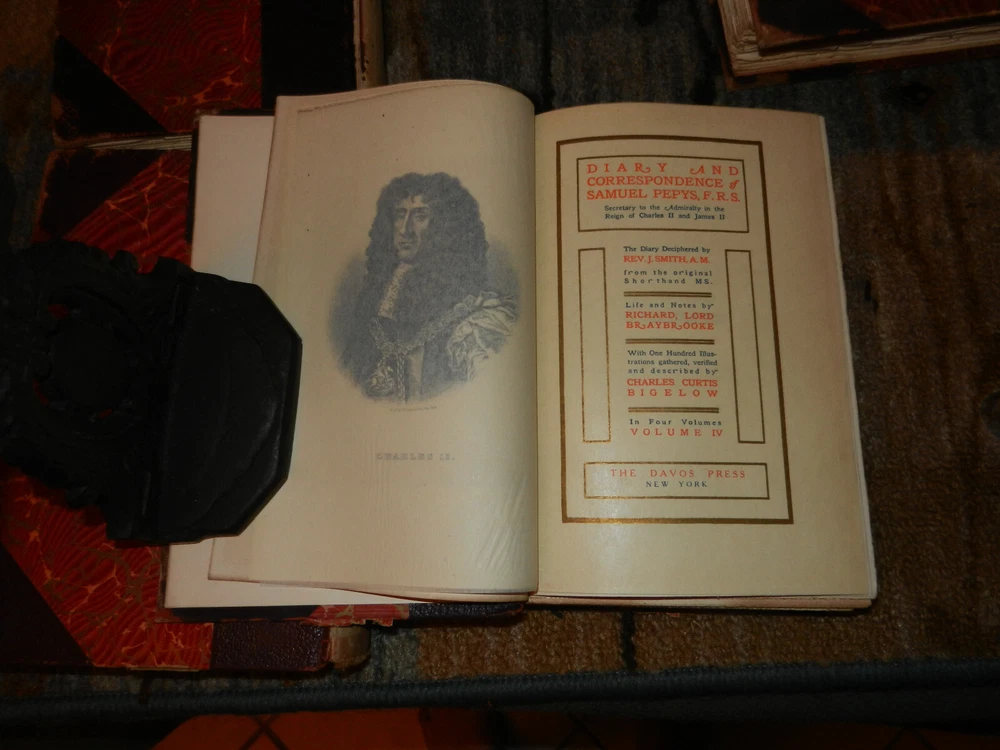 CHARLES II.
DIARY AND
CORRESPONDENCE of
SAMUEL PEPYS, F.R.S.
Secretary to the Admiralty in the
Reign of Charles II and James II
The Diary Deciphered by
REV. J. SMITH, A.M.
from the original
Shorthand MS.
Life and Notes by
RICHARD, LORD
BRAYBROOKE
With One Hundred Illus-
trations gathered, verified
and described by
CHARLES CURTIS
BIGELOW
In Four Volumes
VOLUME IV
THE DAVOS PRESS
NEW YORK